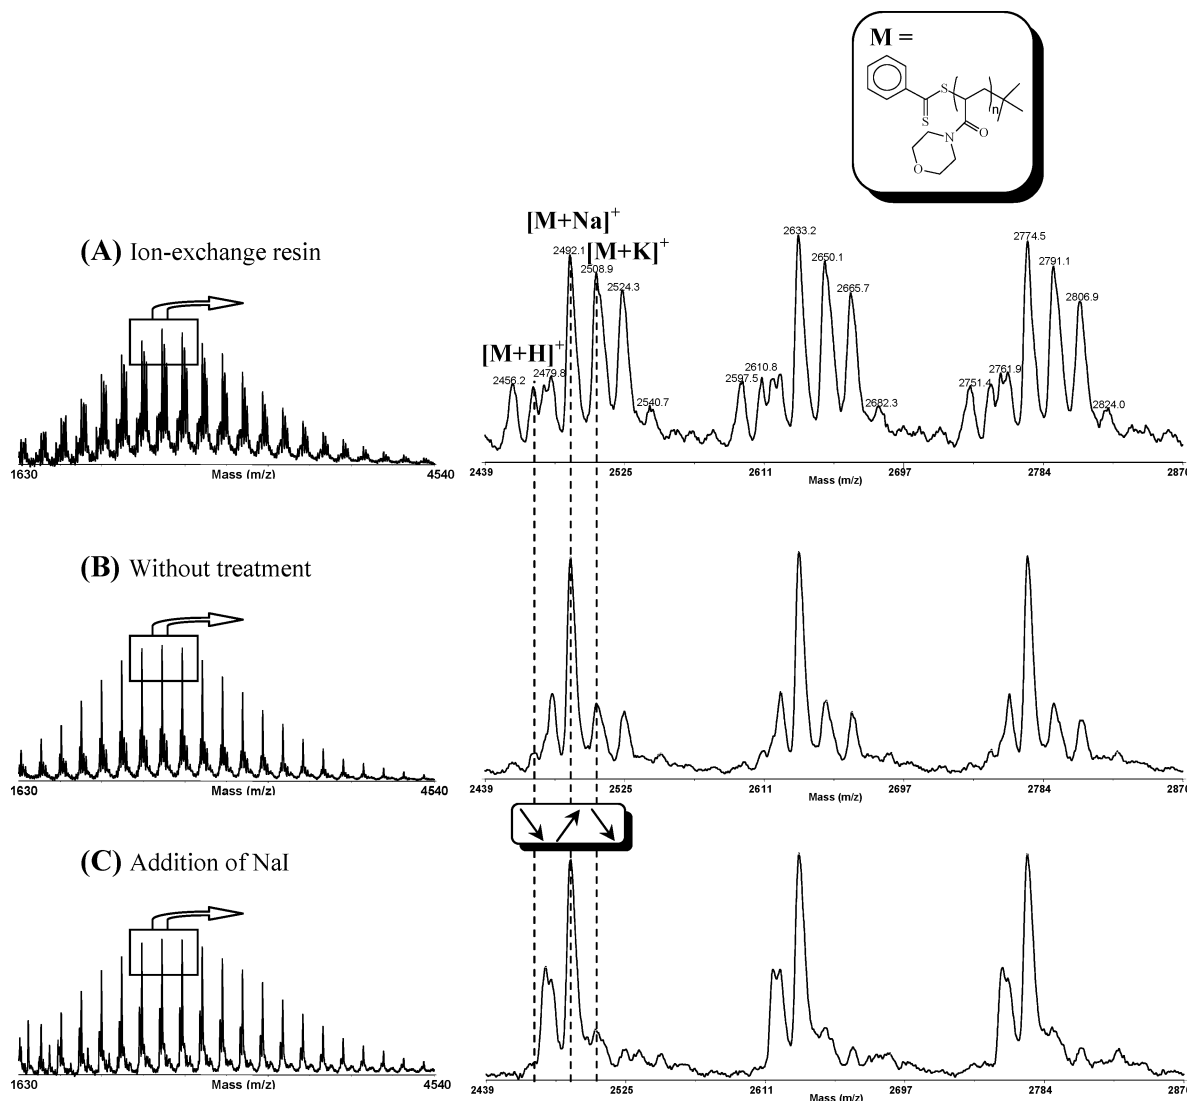 M =
S
n
S
N
O
O
[M+Na]+
[M+K]+
[M+H]+
(A) Ion-exchange resin
2456.2
2479.8
2492.1
2508.9
2524.3
2540.7
2597.5
2610.8
2633.2
2650.1
2665.7
2682.3
2751.4
2761.9
2774.5
2791.1
2806.9
2824.0
1630
Mass (m/z)
4540
2439
2525
2611
2697
2784
2870
Mass (m/z)
(B) Without treatment
1630
Mass (m/z)
4540
2439
2525
2611
2697
2784
2870
Mass (m/z)
(C) Addition of NaI
1630
Mass (m/z)
4540
2439
2525
2611
2697
2784
2870
Mass (m/z)